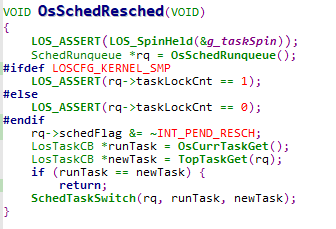 VOID OsSchedResched(VOID)
{
    LOS_ASSERT(LOS_SpinHeld(&g_taskSpin));
    SchedRunqueue *rq = OsSchedRunqueue();
#ifdef LOSCFG_KERNEL_SMP
    LOS_ASSERT(rq->taskLockCnt == 1);
#else
    LOS_ASSERT(rq->taskLockCnt == 0);
#endif
    rq->schedFlag &= ~INT_PEND_RESCH;
    LosTaskCB *runTask = OsCurrTaskGet();
    LosTaskCB *newTask = TopTaskGet(rq);
    if (runTask == newTask) {
        return;
    SchedTaskSwitch(rq, runTask, newTask);
}